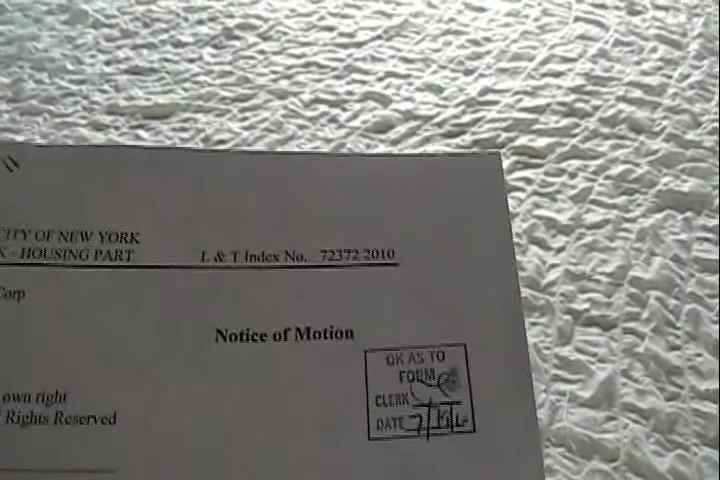 CITY OF NEW YORK
K - HOUSING PART
L & T Index No. 72372 2010
Corp
Notice of Motion
OK AS TO
FORM
CLERK
DATE
own right
Rights Reserved